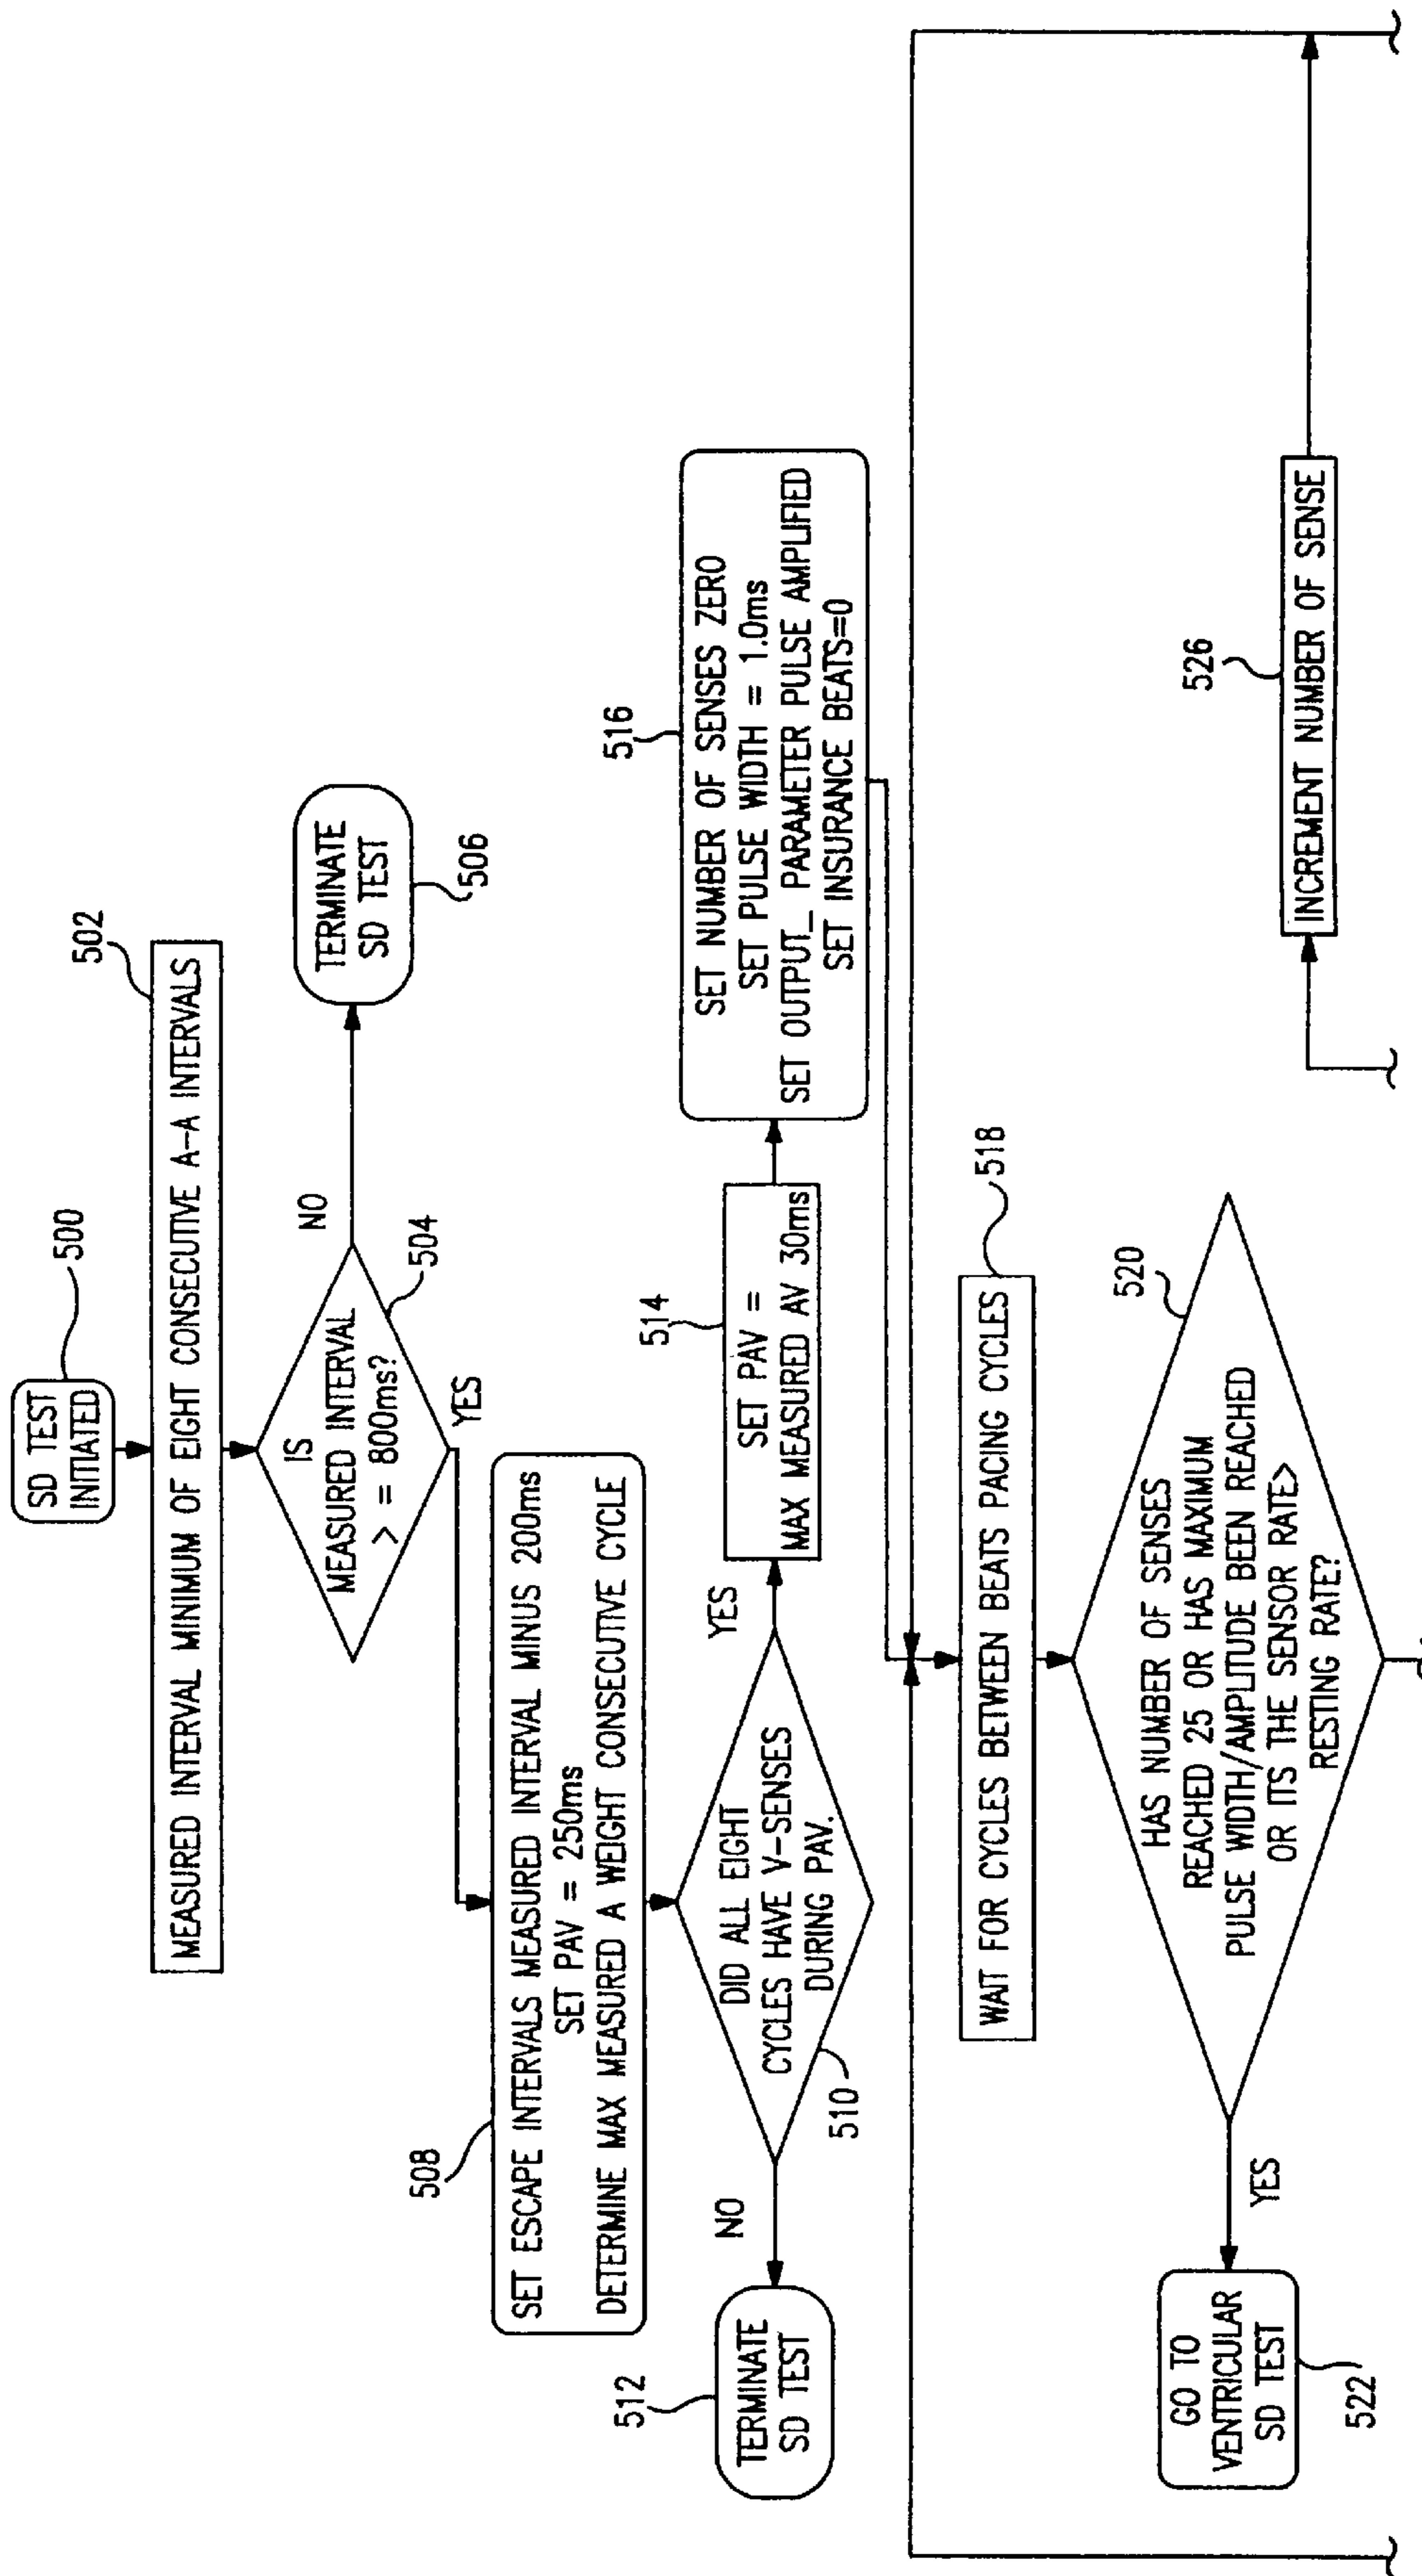 SD TEST
INITIATED
500
502
MEASURED INTERVAL MINIMUM OF EIGHT CONSECUTIVE A-A INTERVALS
IS
MEASURED INTERVAL
> = 800ms?
504
NO
TERMINATE
SD TEST
506
YES
508
SET ESCAPE INTERVALS MEASURED INTERVAL MINUS 200ms
SET PAV = 250ms
DETERMINE MAX MEASURED A WEIGHT CONSECUTIVE CYCLE
DID ALL EIGHT
CYCLES HAVE V-SENSES
DURING PAV.
510
NO
TERMINATE
SD TEST
512
YES
514
SET PAV =
MAX MEASURED AV 30ms
516
SET NUMBER OF SENSES ZERO
SET PULSE WIDTH = 1.0ms
SET OUTPUT_ PARAMETER PULSE AMPLIFIED
SET INSURANCE BEATS=0
WAIT FOR CYCLES BETWEEN BEATS PACING CYCLES
518
520
HAS NUMBER OF SENSES
REACHED 25 OR HAS MAXIMUM
PULSE WIDTH/AMPLITUDE BEEN REACHED
OR ITS THE SENSOR RATE>
RESTING RATE?
YES
GO TO
VENTRICULAR
SD TEST
522
526
INCREMENT NUMBER OF SENSE